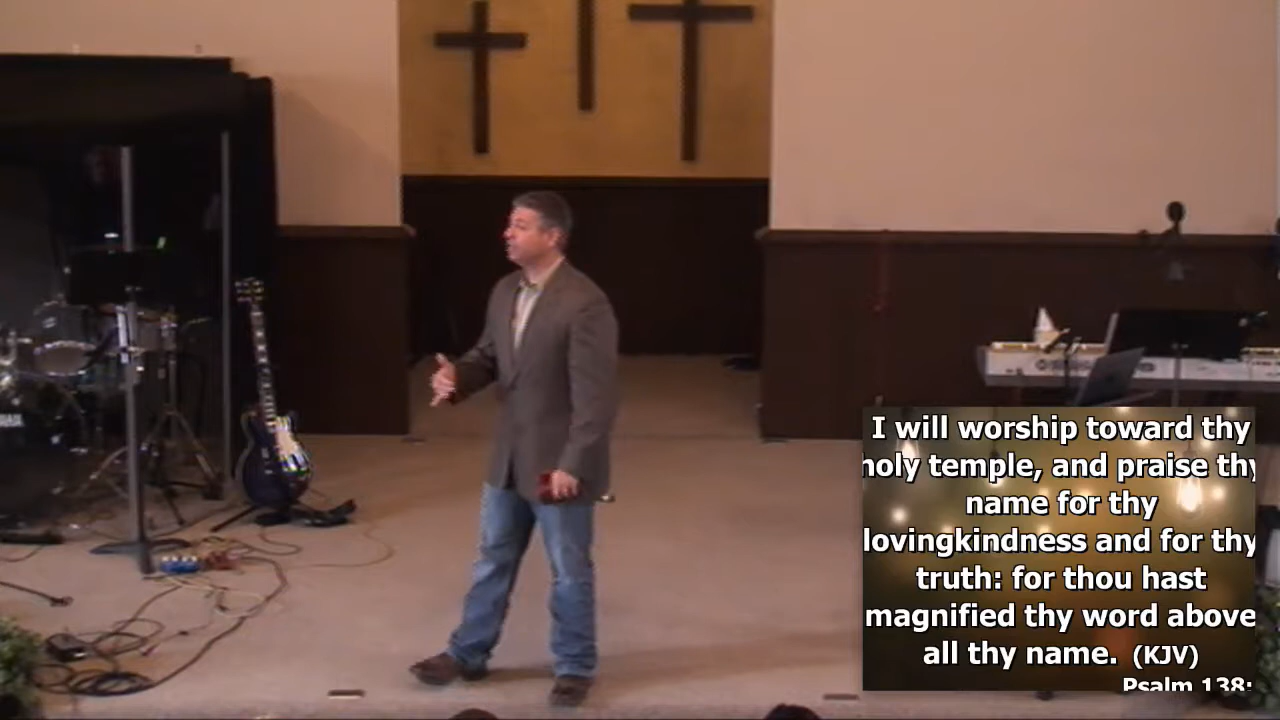 I will worship toward thy
holy temple, and praise thy
name for thy
lovingkindness and for thy
truth: for thou hast
magnified thy word above
all thy name. (KJV)
Psalm 138: